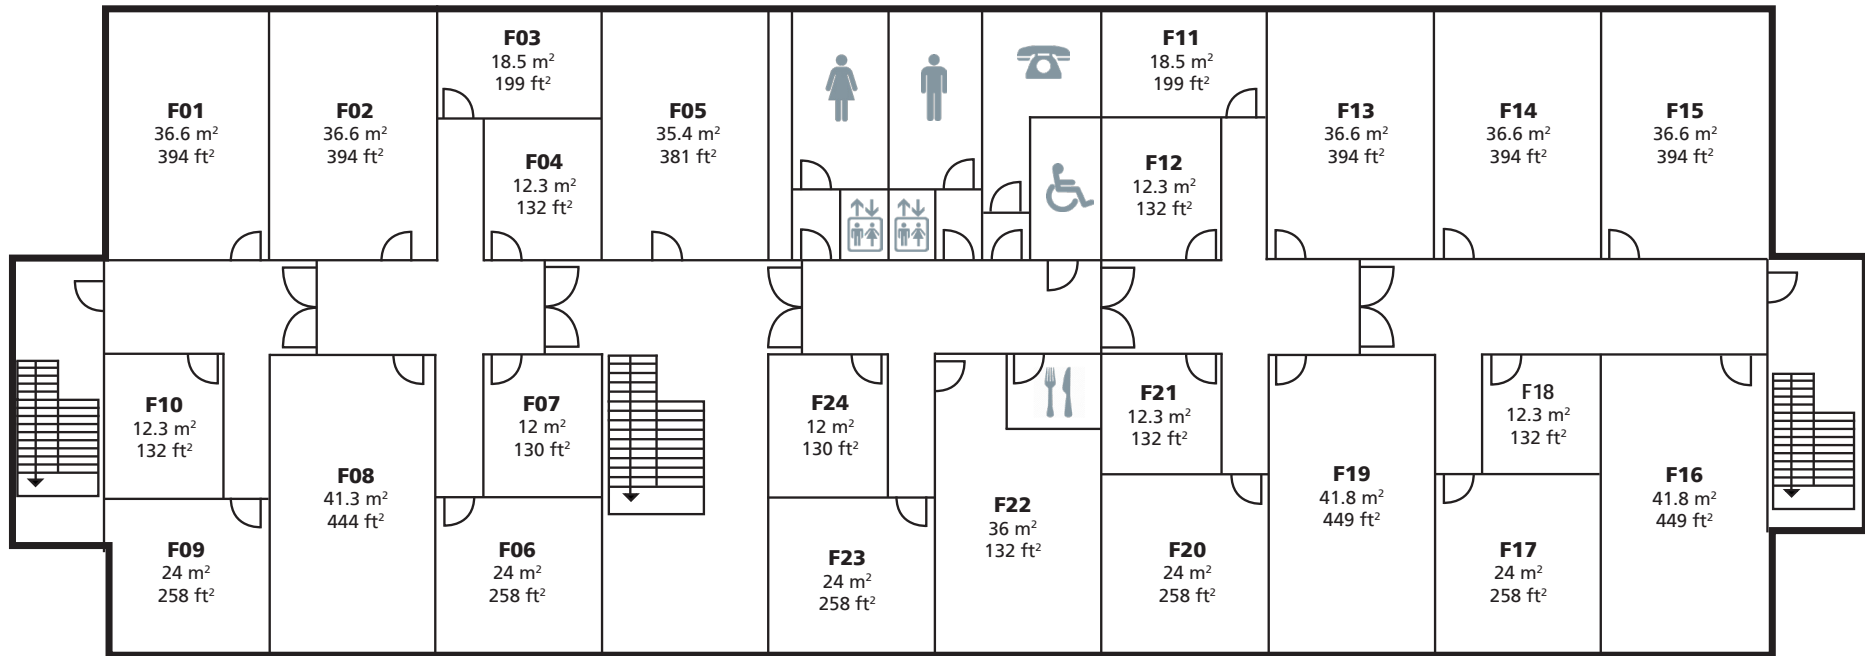 F01
36.6 m²
394 ft²
F02
36.6 m²
394 ft²
F03
18.5 m²
199 ft²
F04
12.3 m²
132 ft²
F05
35.4 m²
381 ft²
F11
18.5 m²
199 ft²
F12
12.3 m²
132 ft²
F13
36.6 m²
394 ft²
F14
36.6 m²
394 ft²
F15
36.6 m²
394 ft²
F10
12.3 m²
132 ft²
F09
24 m²
258 ft²
F08
41.3 m²
444 ft²
F07
12 m²
130 ft²
F06
24 m²
258 ft²
F24
12 m²
130 ft²
F23
24 m²
258 ft²
F22
36 m²
132 ft²
F21
12.3 m²
132 ft²
F20
24 m²
258 ft²
F19
41.8 m²
449 ft²
F18
12.3 m²
132 ft²
F17
24 m²
258 ft²
F16
41.8 m²
449 ft²